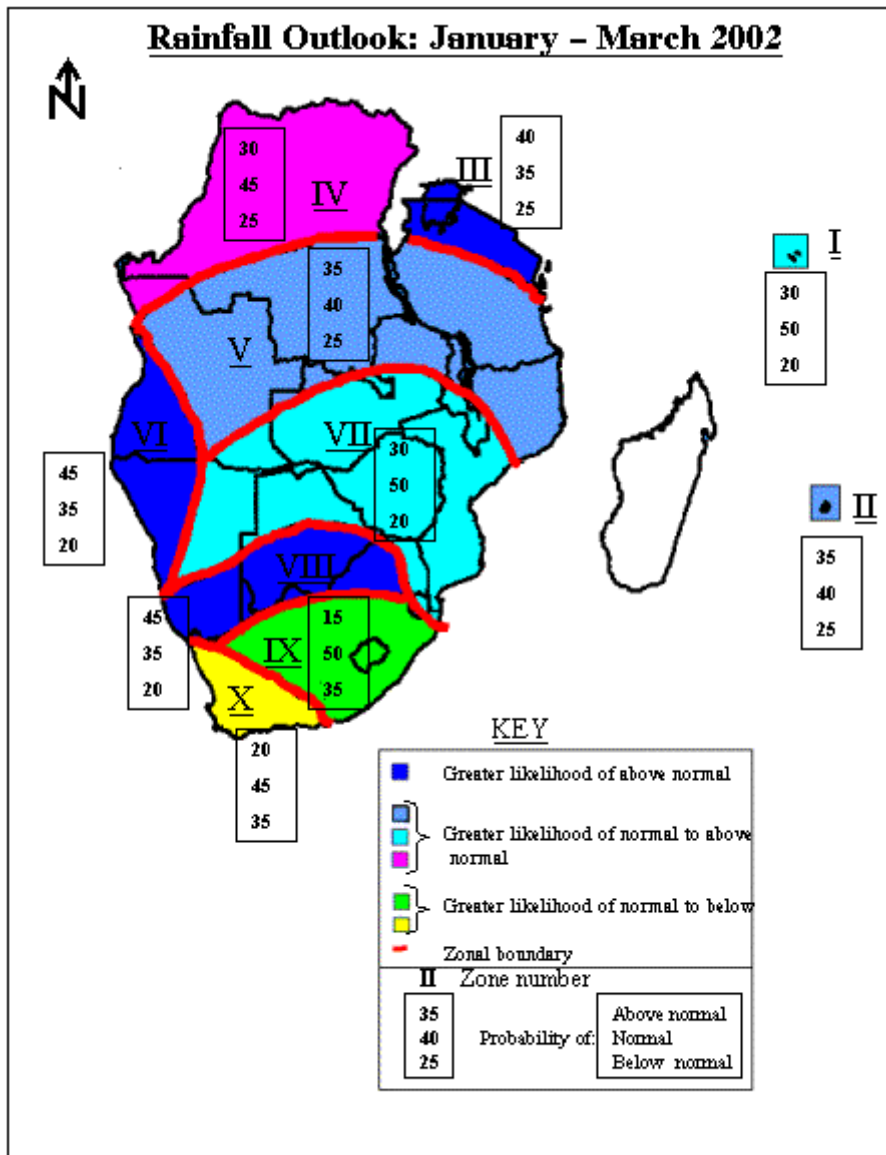 Rainfall Outlook: January – March 2002
N
30
45
25
IV
III
40
35
25
I
30
50
20
35
40
25
V
VI
45
35
20
VII
30
50
20
II
35
40
25
VIII
45
35
20
IX
15
50
35
X
20
45
35
KEY
Greater likelihood of above normal
Greater likelihood of normal to above
normal
Greater likelihood of normal to below
Zonal boundary
II Zone number
35 Above normal
40 Probability of: Normal
25 Below normal